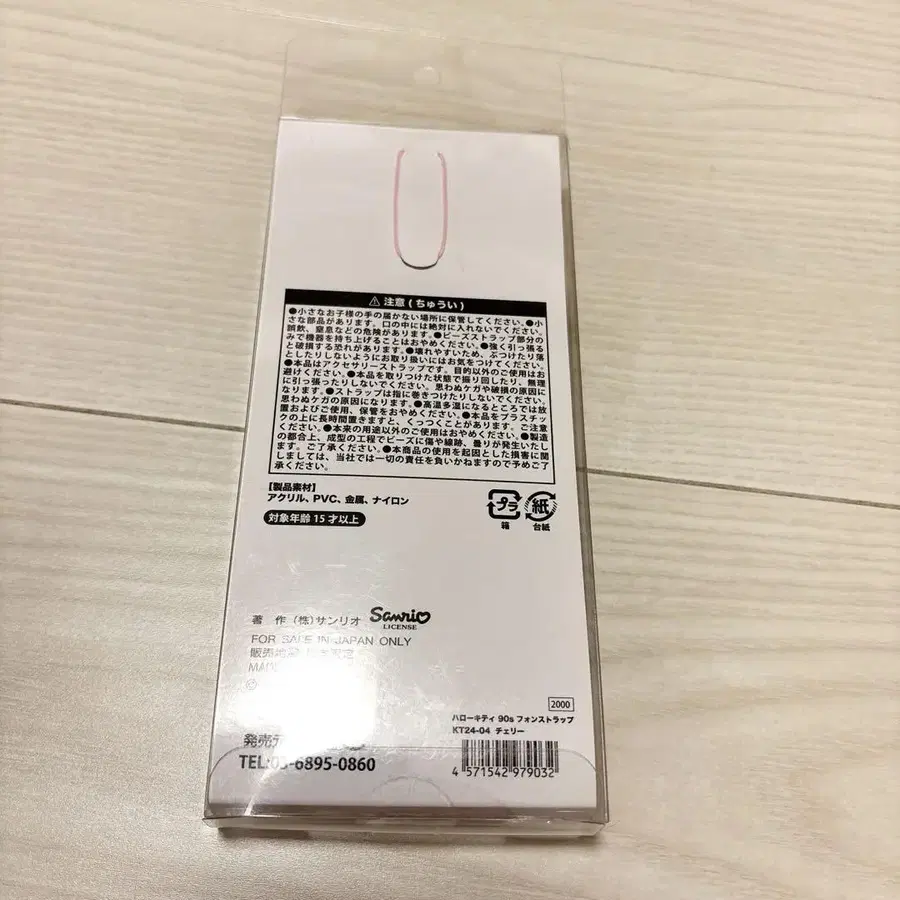 ⚠ 注意 ( ちゅうい )
●小さなお子様の手の届かない場所に保管してください。●小
さな部品があります。口の中には絶対に入れないでください。
誤飲、窒息などの危険があります。●ビーズストラップ部分の
みで機器を持ち上げることはおやめください。●強く引っ張る
と破損する恐れがあります。●壊れやすいため、ぶつけたり落
としたりしないようにお取り扱いにはお気をつけてください。
●本品はアクセサリーストラップです。目的以外のご使用はお
避けください。●本品を取りつけた状態で振り回したり、無理
に引っ張ったりしないでください。思わぬケガや破損の原因に
なります。●ストラップは指に巻きつけたりしないでください。
思わぬケガの原因になります。●高温多湿になるところでは放
置およびご使用、保管をおやめください。●本品をプラスチッ
クの上に長時間置きますと、くっつくことがあります。ご注意
ください。●本来の用途以外のご使用はおやめください。●製造
の都合上、成型の工程でビーズに傷や線跡、曇りが発生いたし
ます。ご了承ください。●本商品の使用を起因とした損害に関
しましては、当社では一切の責任を負いかねますので予めご了
承ください。
【製品素材】
アクリル、PVC、金属、ナイロン
対象年齢 15 才以上
プラ 紙
箱 台紙
著 作 (株)サンリオ Sanrio
LICENSE
FOR SALE IN JAPAN ONLY
販売地域
©
2000
ハローキティ 90s フォンストラップ
KT24-04 チェリー
発売元
TEL:03-6895-0860
4 571542 979032